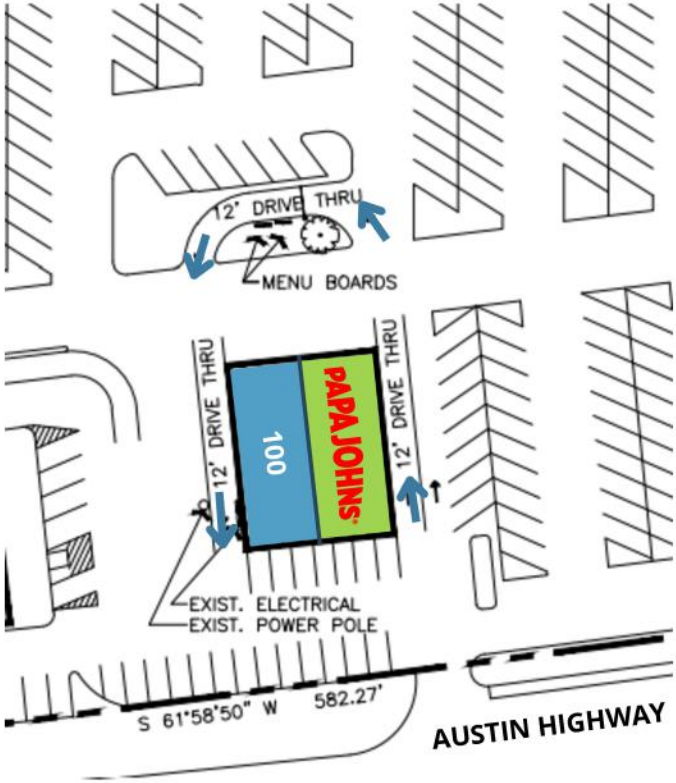 12' DRIVE THRU
MENU BOARDS
12' DRIVE THRU
100
PAPA JOHNS
12' DRIVE THRU
EXIST. ELECTRICAL
EXIST. POWER POLE
S 61°58'50" W 582.27'
AUSTIN HIGHWAY